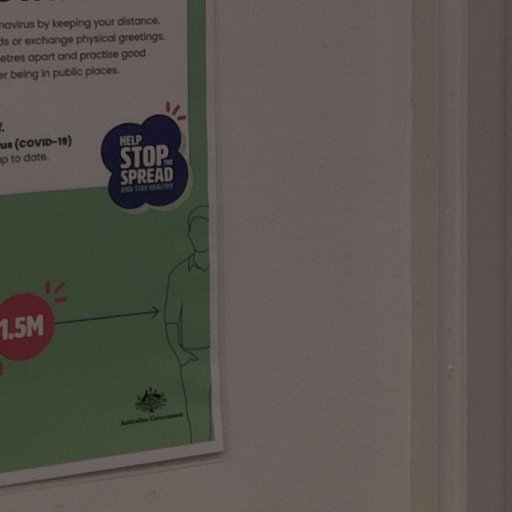 navirus by keeping your distance.
ds or exchange physical greetings.
etres apart and practise good
er being in public places.
us (COVID-19)
p to date.
HELP
STOP THE
SPREAD
AND STAY HEALTHY
1.5M
Australian Government